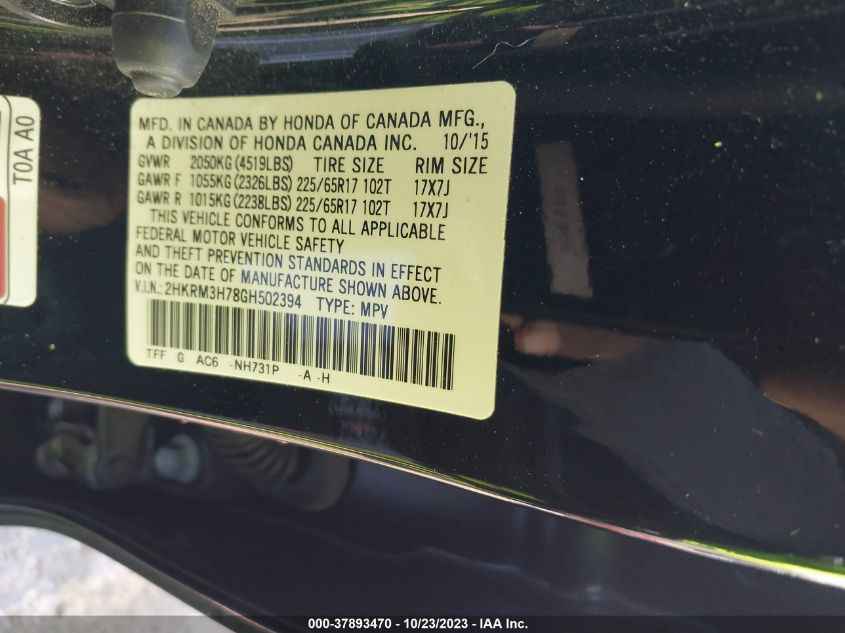 TOA A0
MFD. IN CANADA BY HONDA OF CANADA MFG.,
A DIVISION OF HONDA CANADA INC. 10/'15
GVWR 2050KG (4519LBS) TIRE SIZE RIM SIZE
GAWR F 1055KG (2326LBS) 225/65R17 102T 17X7J
GAWR R 1015KG (2238LBS) 225/65R17 102T 17X7J
THIS VEHICLE CONFORMS TO ALL APPLICABLE
FEDERAL MOTOR VEHICLE SAFETY
AND THEFT PREVENTION STANDARDS IN EFFECT
ON THE DATE OF MANUFACTURE SHOWN ABOVE.
V.I.N.: 2HKRM3H78GH502394 TYPE: MPV
TFF G AC6 -NH731P -A -H
000-37893470 - 10/23/2023 - IAA Inc.